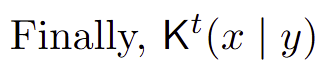 Finally, K^t(x | y)